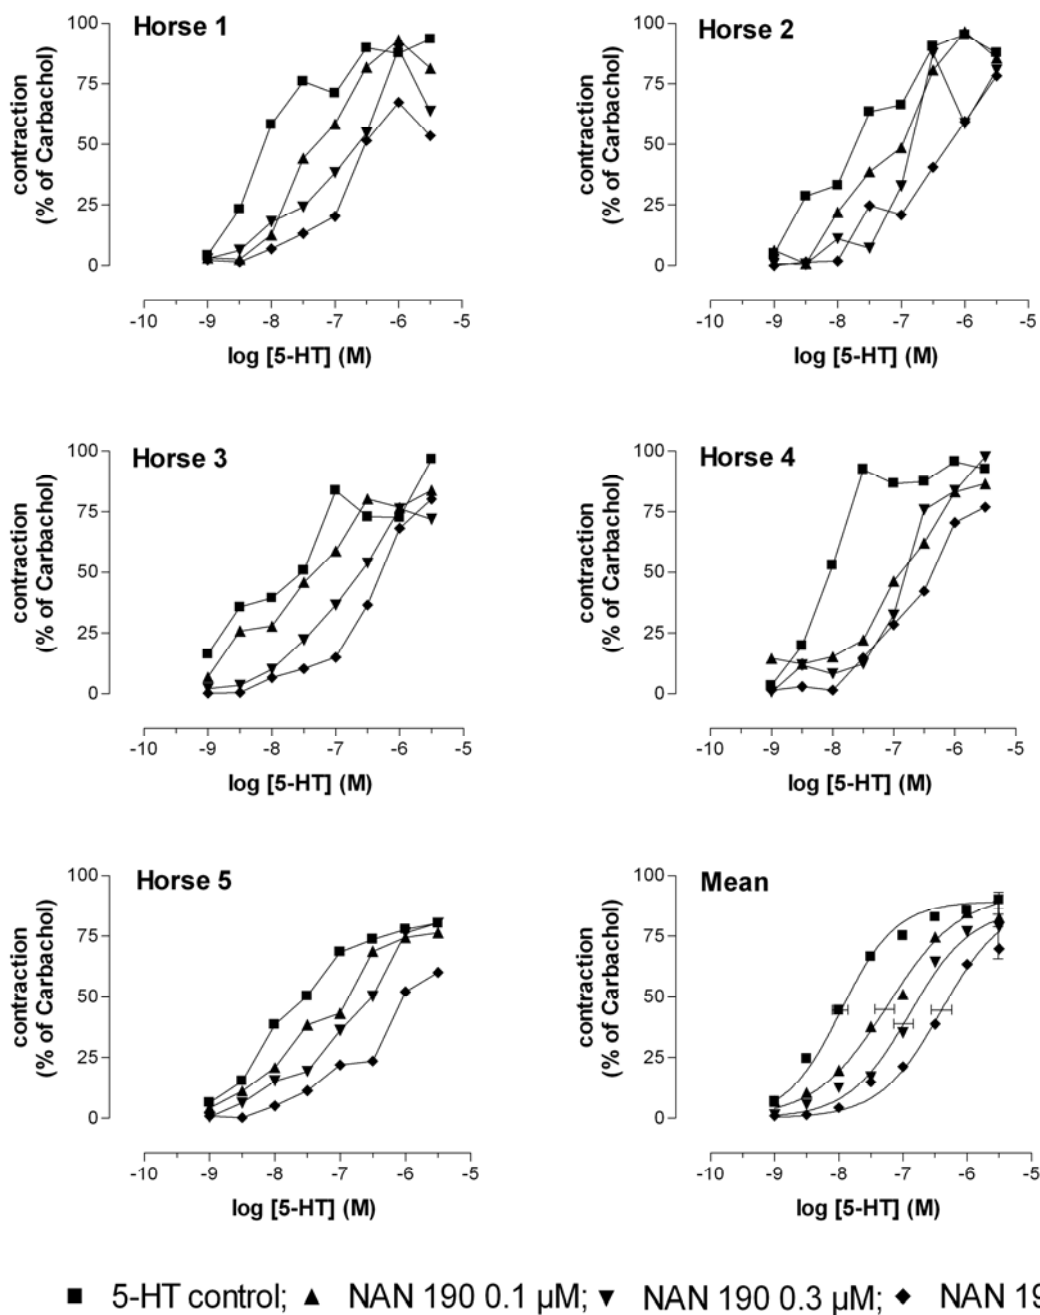 Horse 1
contraction
(% of Carbachol)
100
75
50
25
0
-10 -9 -8 -7 -6 -5
log [5-HT] (M)
Horse 2
contraction
(% of Carbachol)
100
75
50
25
0
-10 -9 -8 -7 -6 -5
log [5-HT] (M)
Horse 3
contraction
(% of Carbachol)
100
75
50
25
0
-10 -9 -8 -7 -6 -5
log [5-HT] (M)
Horse 4
contraction
(% of Carbachol)
100
75
50
25
0
-10 -9 -8 -7 -6 -5
log [5-HT] (M)
Horse 5
contraction
(% of Carbachol)
100
75
50
25
0
-10 -9 -8 -7 -6 -5
log [5-HT] (M)
Mean
contraction
(% of Carbachol)
100
75
50
25
0
-10 -9 -8 -7 -6 -5
log [5-HT] (M)
■ 5-HT control; ▲ NAN 190 0.1 µM; ▼ NAN 190 0.3 µM; ◆ NAN